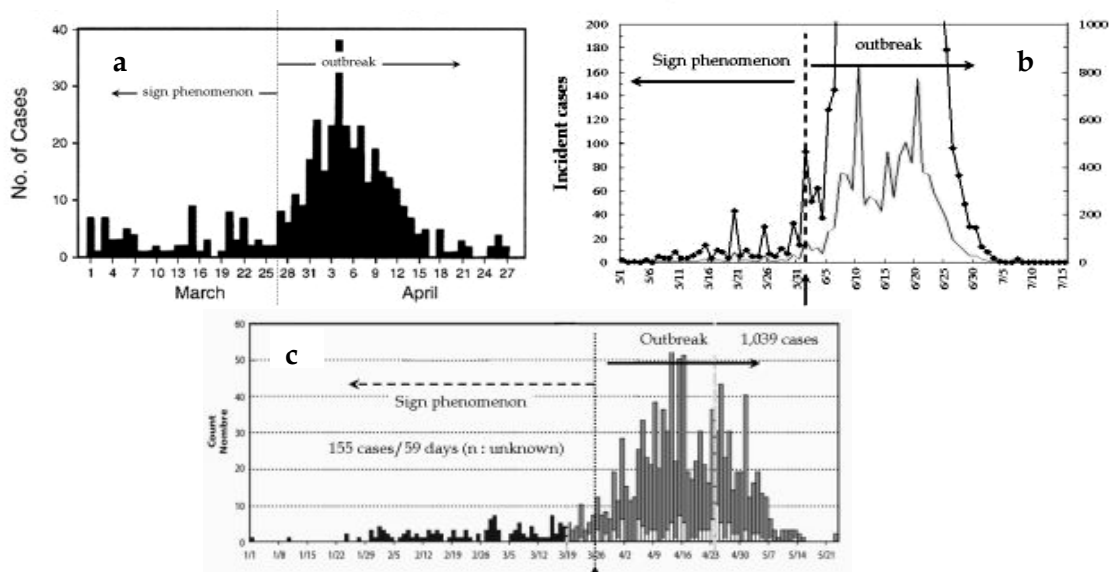 a
outbreak
sign phenomenon
No. of Cases
40
30
20
10
0
1 4 7 10 13 16 19 22 25 28 31 3 6 9 12 15 18 21 24 27
March April
b
outbreak
Sign phenomenon
Incident cases
200
180
160
140
120
100
80
60
40
20
0
1000
800
600
400
200
0
5/1 5/6 5/11 5/16 5/21 5/26 5/31 6/5 6/10 6/15 6/20 6/25 6/30 7/5 7/10 7/15
c
Outbreak 1,039 cases
Sign phenomenon
155 cases/59 days (n : unknown)
Count
Nombre
60
50
40
30
20
10
0
1/1 1/8 1/15 1/22 1/29 2/5 2/12 2/19 2/26 3/5 3/12 3/19 3/26 4/2 4/9 4/16 4/23 4/30 5/7 5/14 5/21